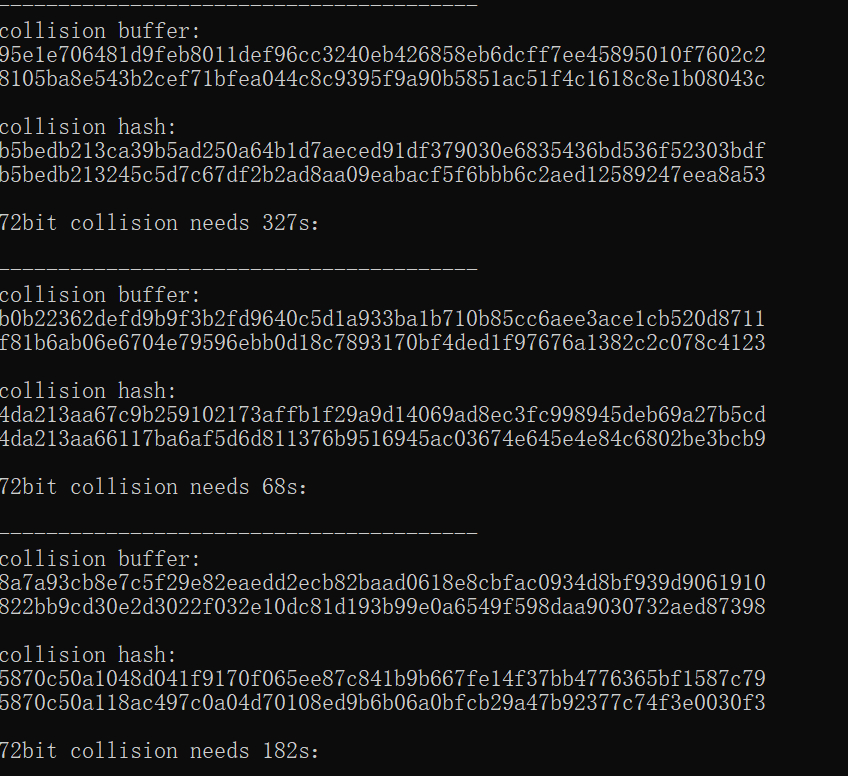 ----------------------------------------
collision buffer:
95e1e706481d9feb8011def96cc3240eb426858eb6dcff7ee45895010f7602c2
8105ba8e543b2cef71bfea044c8c9395f9a90b5851ac51f4c1618c8e1b08043c
collision hash:
b5bedb213ca39b5ad250a64b1d7aeced91df379030e6835436bd536f52303bdf
b5bedb213245c5d7c67df2b2ad8aa09eabacf5f6bbb6c2aed12589247eea8a53
72bit collision needs 327s:
----------------------------------------
collision buffer:
b0b22362defd9b9f3b2fd9640c5d1a933ba1b710b85cc6aee3ace1cb520d8711
f81b6ab06e6704e79596ebb0d18c7893170bf4ded1f97676a1382c2c078c4123
collision hash:
4da213aa67c9b259102173affb1f29a9d14069ad8ec3fc998945deb69a27b5cd
4da213aa66117ba6af5d6d811376b9516945ac03674e645e4e84c6802be3bcb9
72bit collision needs 68s:
----------------------------------------
collision buffer:
8a7a93cb8e7c5f29e82eaedd2ecb82baad0618e8cbfac0934d8bf939d9061910
822bb9cd30e2d3022f032e10dc81d193b99e0a6549f598daa9030732aed87398
collision hash:
5870c50a1048d041f9170f065ee87c841b9b667fe14f37bb4776365bf1587c79
5870c50a118ac497c0a04d70108ed9b6b06a0bfcb29a47b92377c74f3e0030f3
72bit collision needs 182s: